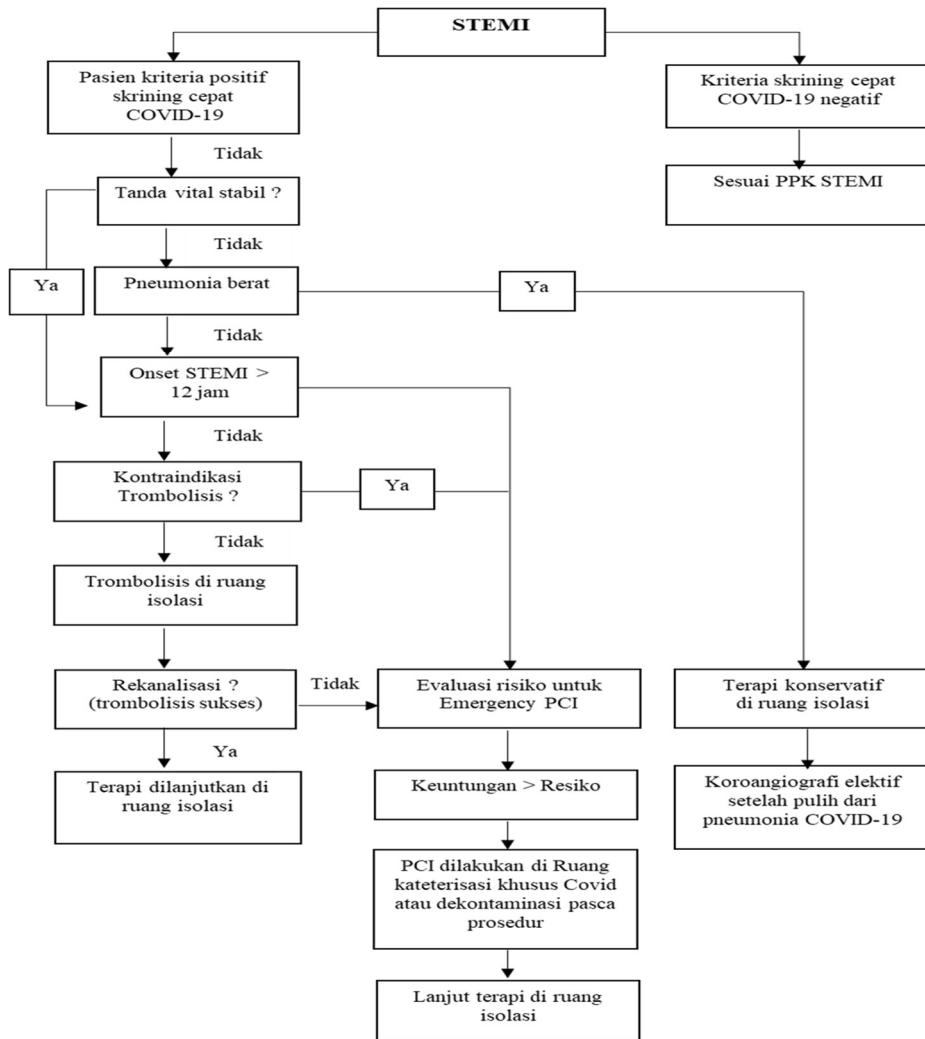 STEMI
Pasien kriteria positif
skrining cepat
COVID-19
Kriteria skrining cepat
COVID-19 negatif
Tidak
Tanda vital stabil ?
Sesuai PPK STEMI
Tidak
Ya
Pneumonia berat
Ya
Tidak
Onset STEMI >
12 jam
Tidak
Kontraindikasi
Trombolisis ?
Ya
Tidak
Trombolisis di ruang
isolasi
Rekanalisasi ?
(trombolisis sukses)
Tidak
Evaluasi risiko untuk
Emergency PCI
Terapi konservatif
di ruang isolasi
Ya
Terapi dilanjutkan di
ruang isolasi
Keuntungan > Resiko
Koroangiografi elektif
setelah pulih dari
pneumonia COVID-19
PCI dilakukan di Ruang
kateterisasi khusus Covid
atau dekontaminasi pasca
prosedur
Lanjut terapi di ruang
isolasi